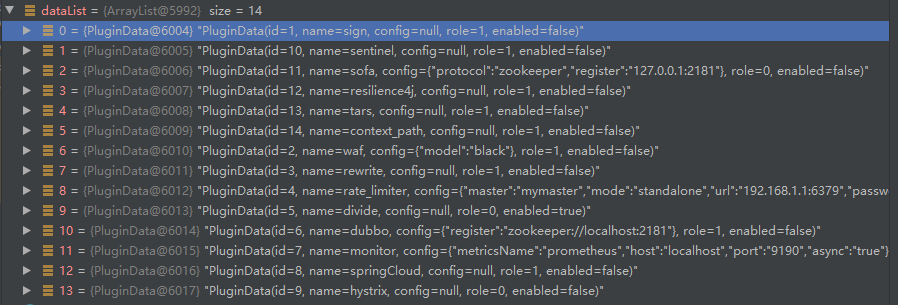 dataList = {ArrayList@5992} size = 14
0 = {PluginData@6004} "PluginData(id=1, name=sign, config=null, role=1, enabled=false)"
1 = {PluginData@6005} "PluginData(id=10, name=sentinel, config=null, role=1, enabled=false)"
2 = {PluginData@6006} "PluginData(id=11, name=sofa, config={"protocol":"zookeeper","register":"127.0.0.1:2181"}, role=0, enabled=false)"
3 = {PluginData@6007} "PluginData(id=12, name=resilience4j, config=null, role=1, enabled=false)"
4 = {PluginData@6008} "PluginData(id=13, name=tars, config=null, role=1, enabled=false)"
5 = {PluginData@6009} "PluginData(id=14, name=context_path, config=null, role=1, enabled=false)"
6 = {PluginData@6010} "PluginData(id=2, name=waf, config={"model":"black"}, role=1, enabled=false)"
7 = {PluginData@6011} "PluginData(id=3, name=rewrite, config=null, role=1, enabled=false)"
8 = {PluginData@6012} "PluginData(id=4, name=rate_limiter, config={"master":"mymaster","mode":"standalone","url":"192.168.1.1:6379","passw
9 = {PluginData@6013} "PluginData(id=5, name=divide, config=null, role=0, enabled=true)"
10 = {PluginData@6014} "PluginData(id=6, name=dubbo, config={"register":"zookeeper://localhost:2181"}, role=1, enabled=false)"
11 = {PluginData@6015} "PluginData(id=7, name=monitor, config={"metricsName":"prometheus","host":"localhost","port":"9190","async":"true"}
12 = {PluginData@6016} "PluginData(id=8, name=springCloud, config=null, role=1, enabled=false)"
13 = {PluginData@6017} "PluginData(id=9, name=hystrix, config=null, role=0, enabled=false)"